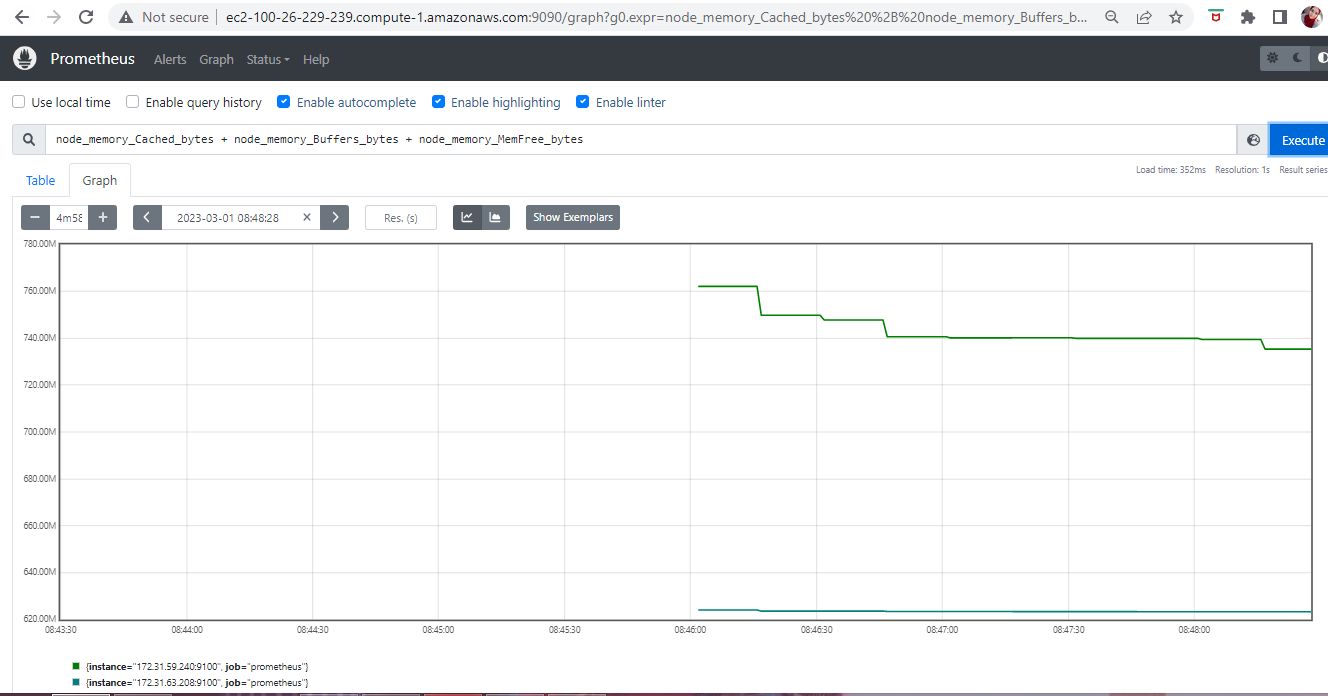 Not secure ec2-100-26-229-239.compute-1.amazonaws.com:9090/graph?g0.expr=node_memory_Cached_bytes%20%2B%20node_memory_Buffers_b...
Prometheus Alerts Graph Status Help
Use local time Enable query history Enable autocomplete Enable highlighting Enable linter
node_memory_Cached_bytes + node_memory_Buffers_bytes + node_memory_MemFree_bytes Execute
Load time: 352ms Resolution: 1s Result series
Table Graph
4m58 2023-03-01 08:48:28 Res. (s) Show Exemplars
780.00M
760.00M
740.00M
720.00M
700.00M
680.00M
660.00M
640.00M
620.00M
08:43:30 08:44:00 08:44:30 08:45:00 08:45:30 08:46:00 08:46:30 08:47:00 08:47:30 08:48:00
{instance="172.31.59.240:9100", job="prometheus"}
{instance="172.31.63.208:9100", job="prometheus"}